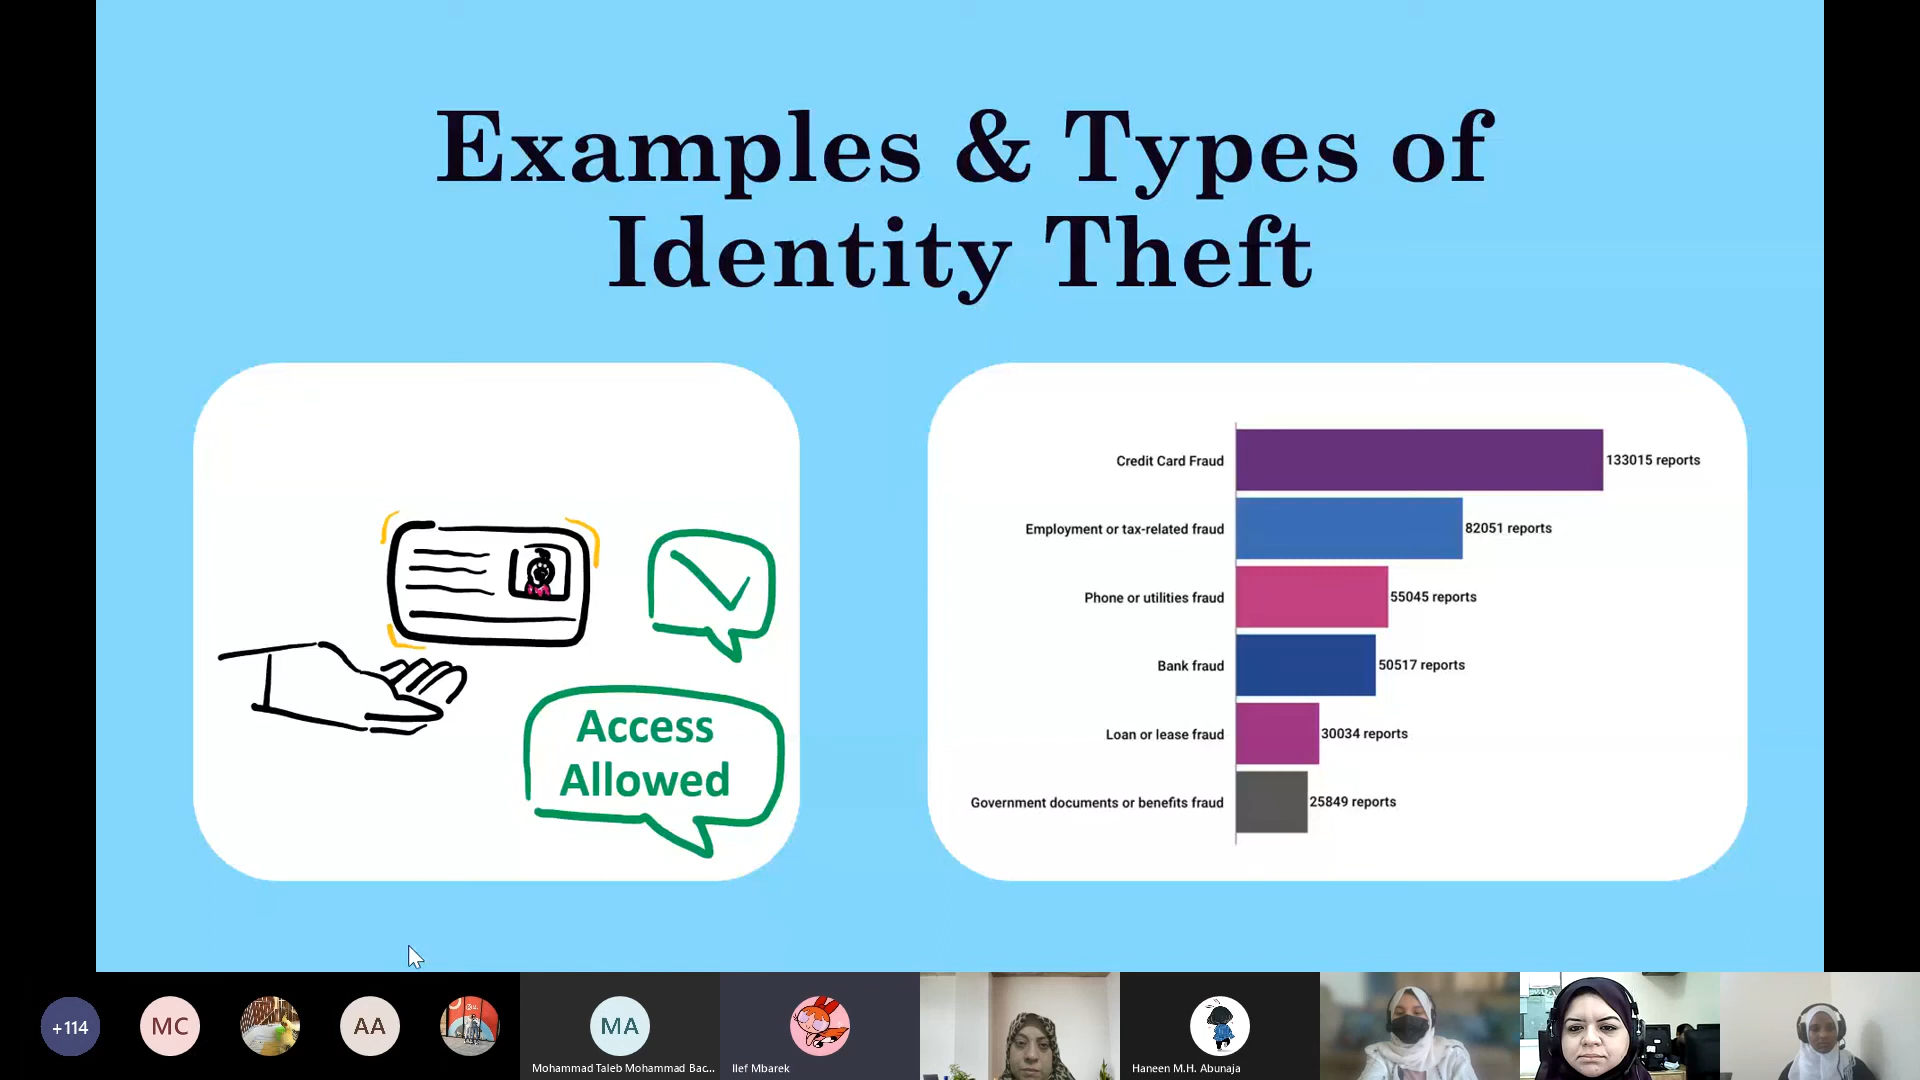 Examples & Types of
Identity Theft
Access
Allowed
Credit Card Fraud
133015 reports
Employment or tax-related fraud
82051 reports
Phone or utilities fraud
55045 reports
Bank fraud
50517 reports
Loan or lease fraud
30034 reports
Government documents or benefits fraud
25849 reports
+114
MC
AA
MA
Mohammad Taleb Mohammad Bac...
Ilef Mbarek
Haneen M.H. Abunaja